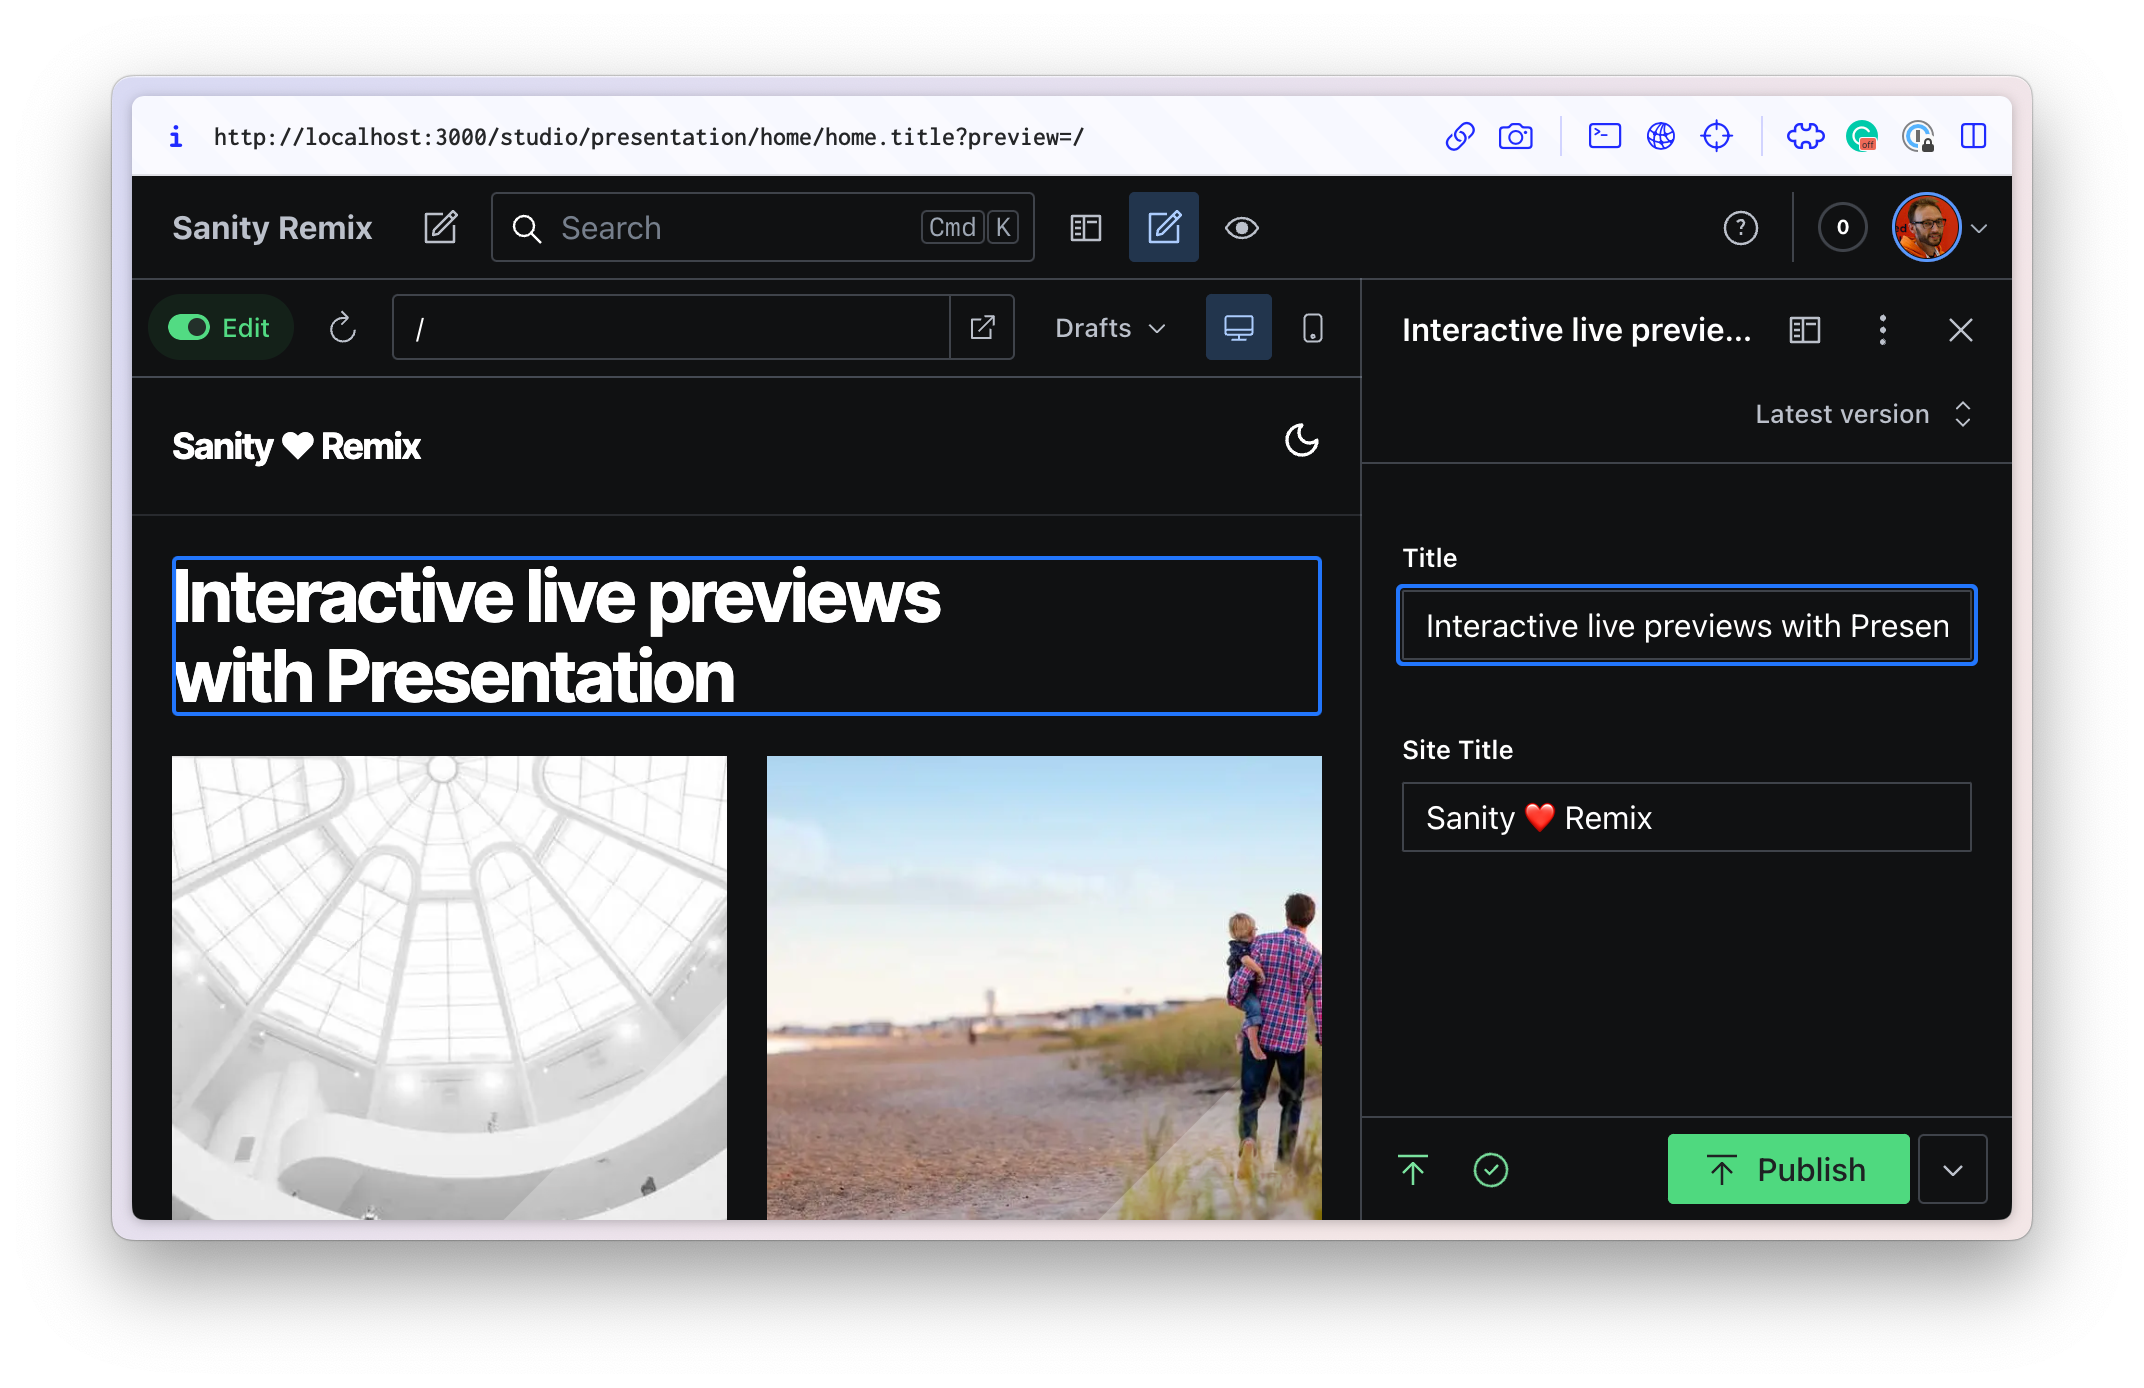 http://localhost:3000/studio/presentation/home/home.title?preview=/
off
Sanity Remix
Search
Cmd K
?
0
Edit
/
Drafts
Interactive live previe...
Latest version
Sanity ♥ Remix
Interactive live previews
with Presentation
Title
Interactive live previews with Presen
Site Title
Sanity ❤️ Remix
Publish